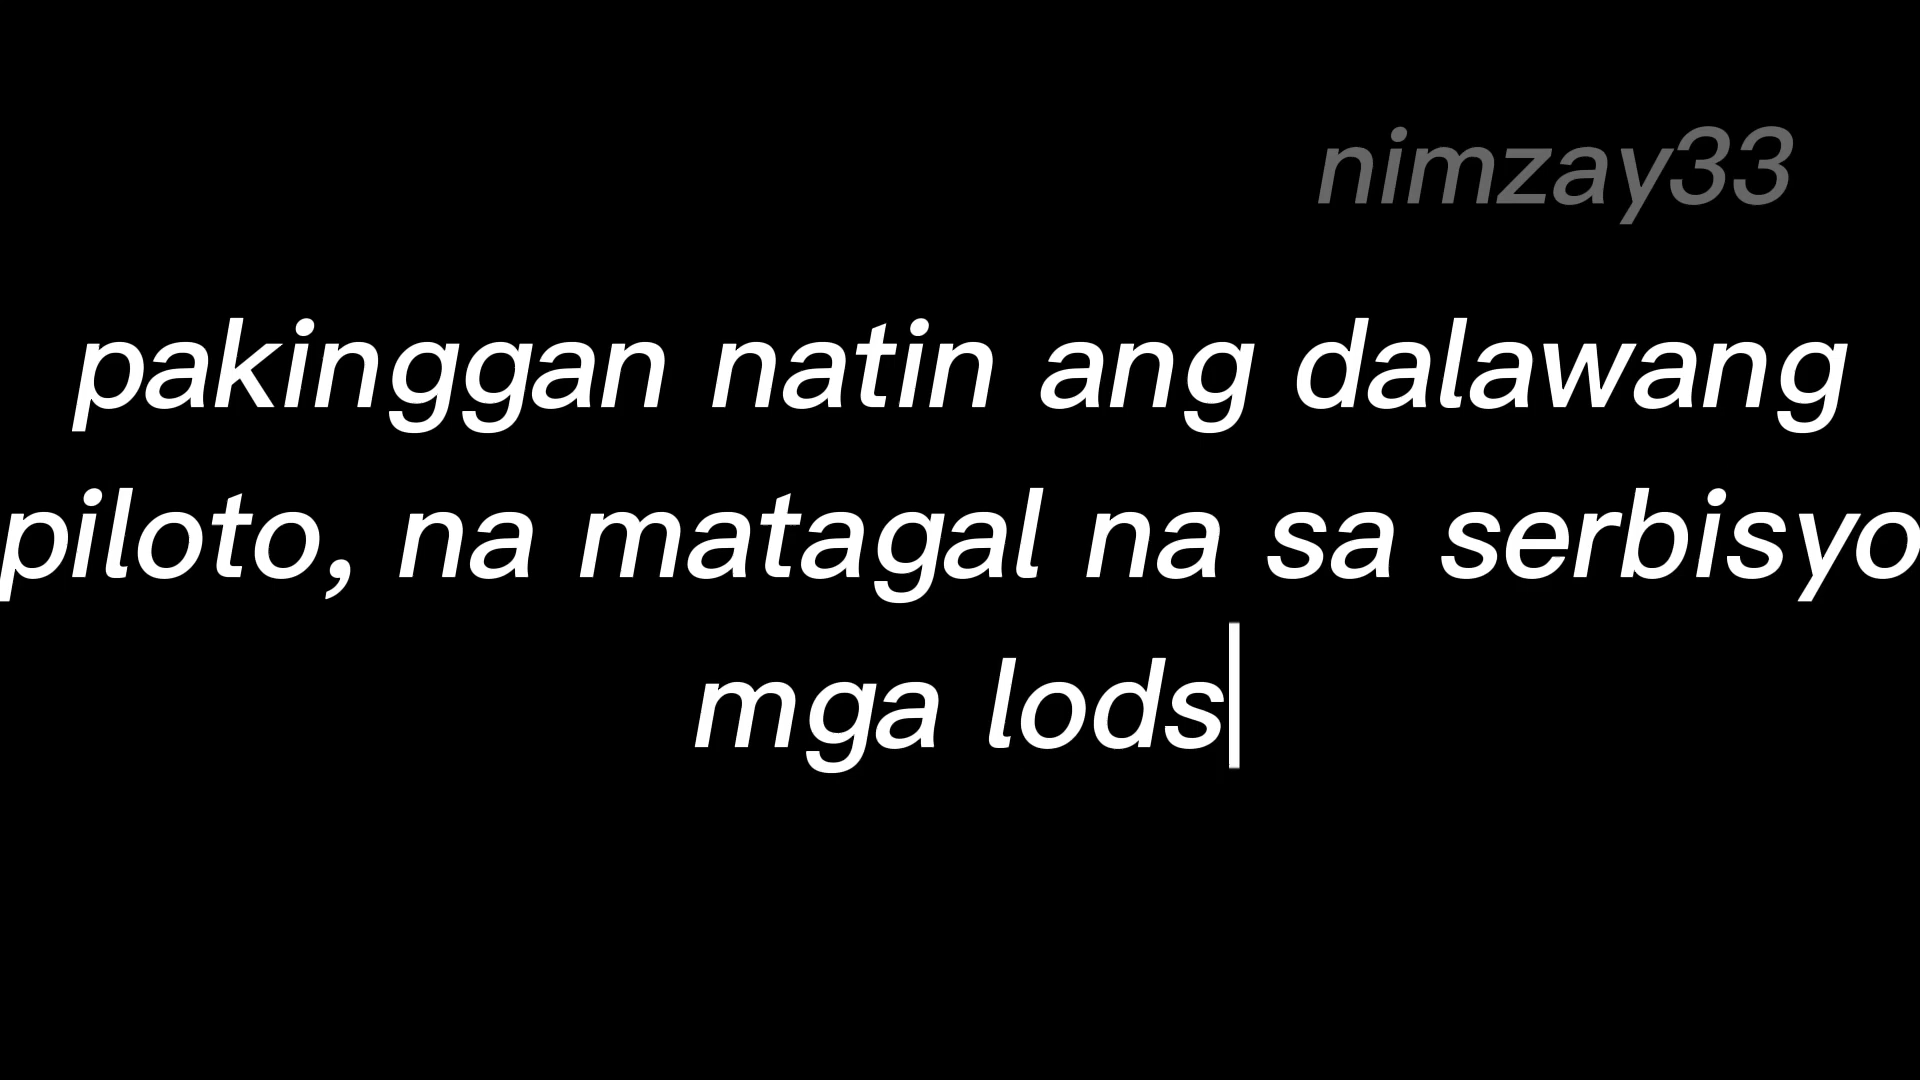 nimzay33
pakinggan natin ang dalawang
piloto, na matagal na sa serbisyo
mga lods